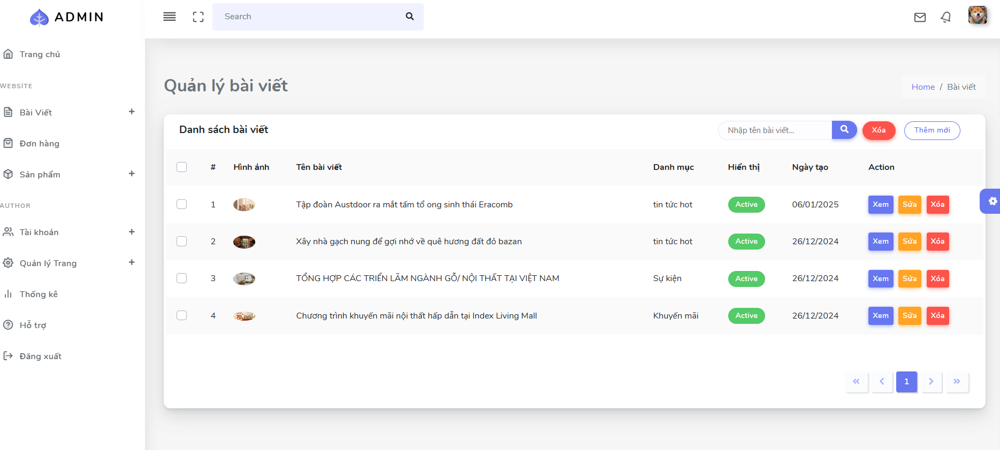 ADMIN
Search
Trang chủ
WEBSITE
Bài Viết
Đơn hàng
Sản phẩm
AUTHOR
Tài khoản
Quản lý Trang
Thống kê
Hỗ trợ
Đăng xuất
Quản lý bài viết
Home / Bài viết
Danh sách bài viết
Nhập tên bài viết...
Xóa
Thêm mới
# Hình ảnh Tên bài viết Danh mục Hiển thị Ngày tạo Action
1 Tập đoàn Austdoor ra mắt tấm tổ ong sinh thái Eracomb tin tức hot Active 06/01/2025 Xem Sửa Xóa
2 Xây nhà gạch nung để gợi nhớ về quê hương đất đỏ bazan tin tức hot Active 26/12/2024 Xem Sửa Xóa
3 TỔNG HỢP CÁC TRIỂN LÃM NGÀNH GỖ/ NỘI THẤT TẠI VIỆT NAM Sự kiện Active 26/12/2024 Xem Sửa Xóa
4 70 Chương trình khuyến mãi nội thất hấp dẫn tại Index Living Mall Khuyến mãi Active 26/12/2024 Xem Sửa Xóa
« ‹ 1 › »